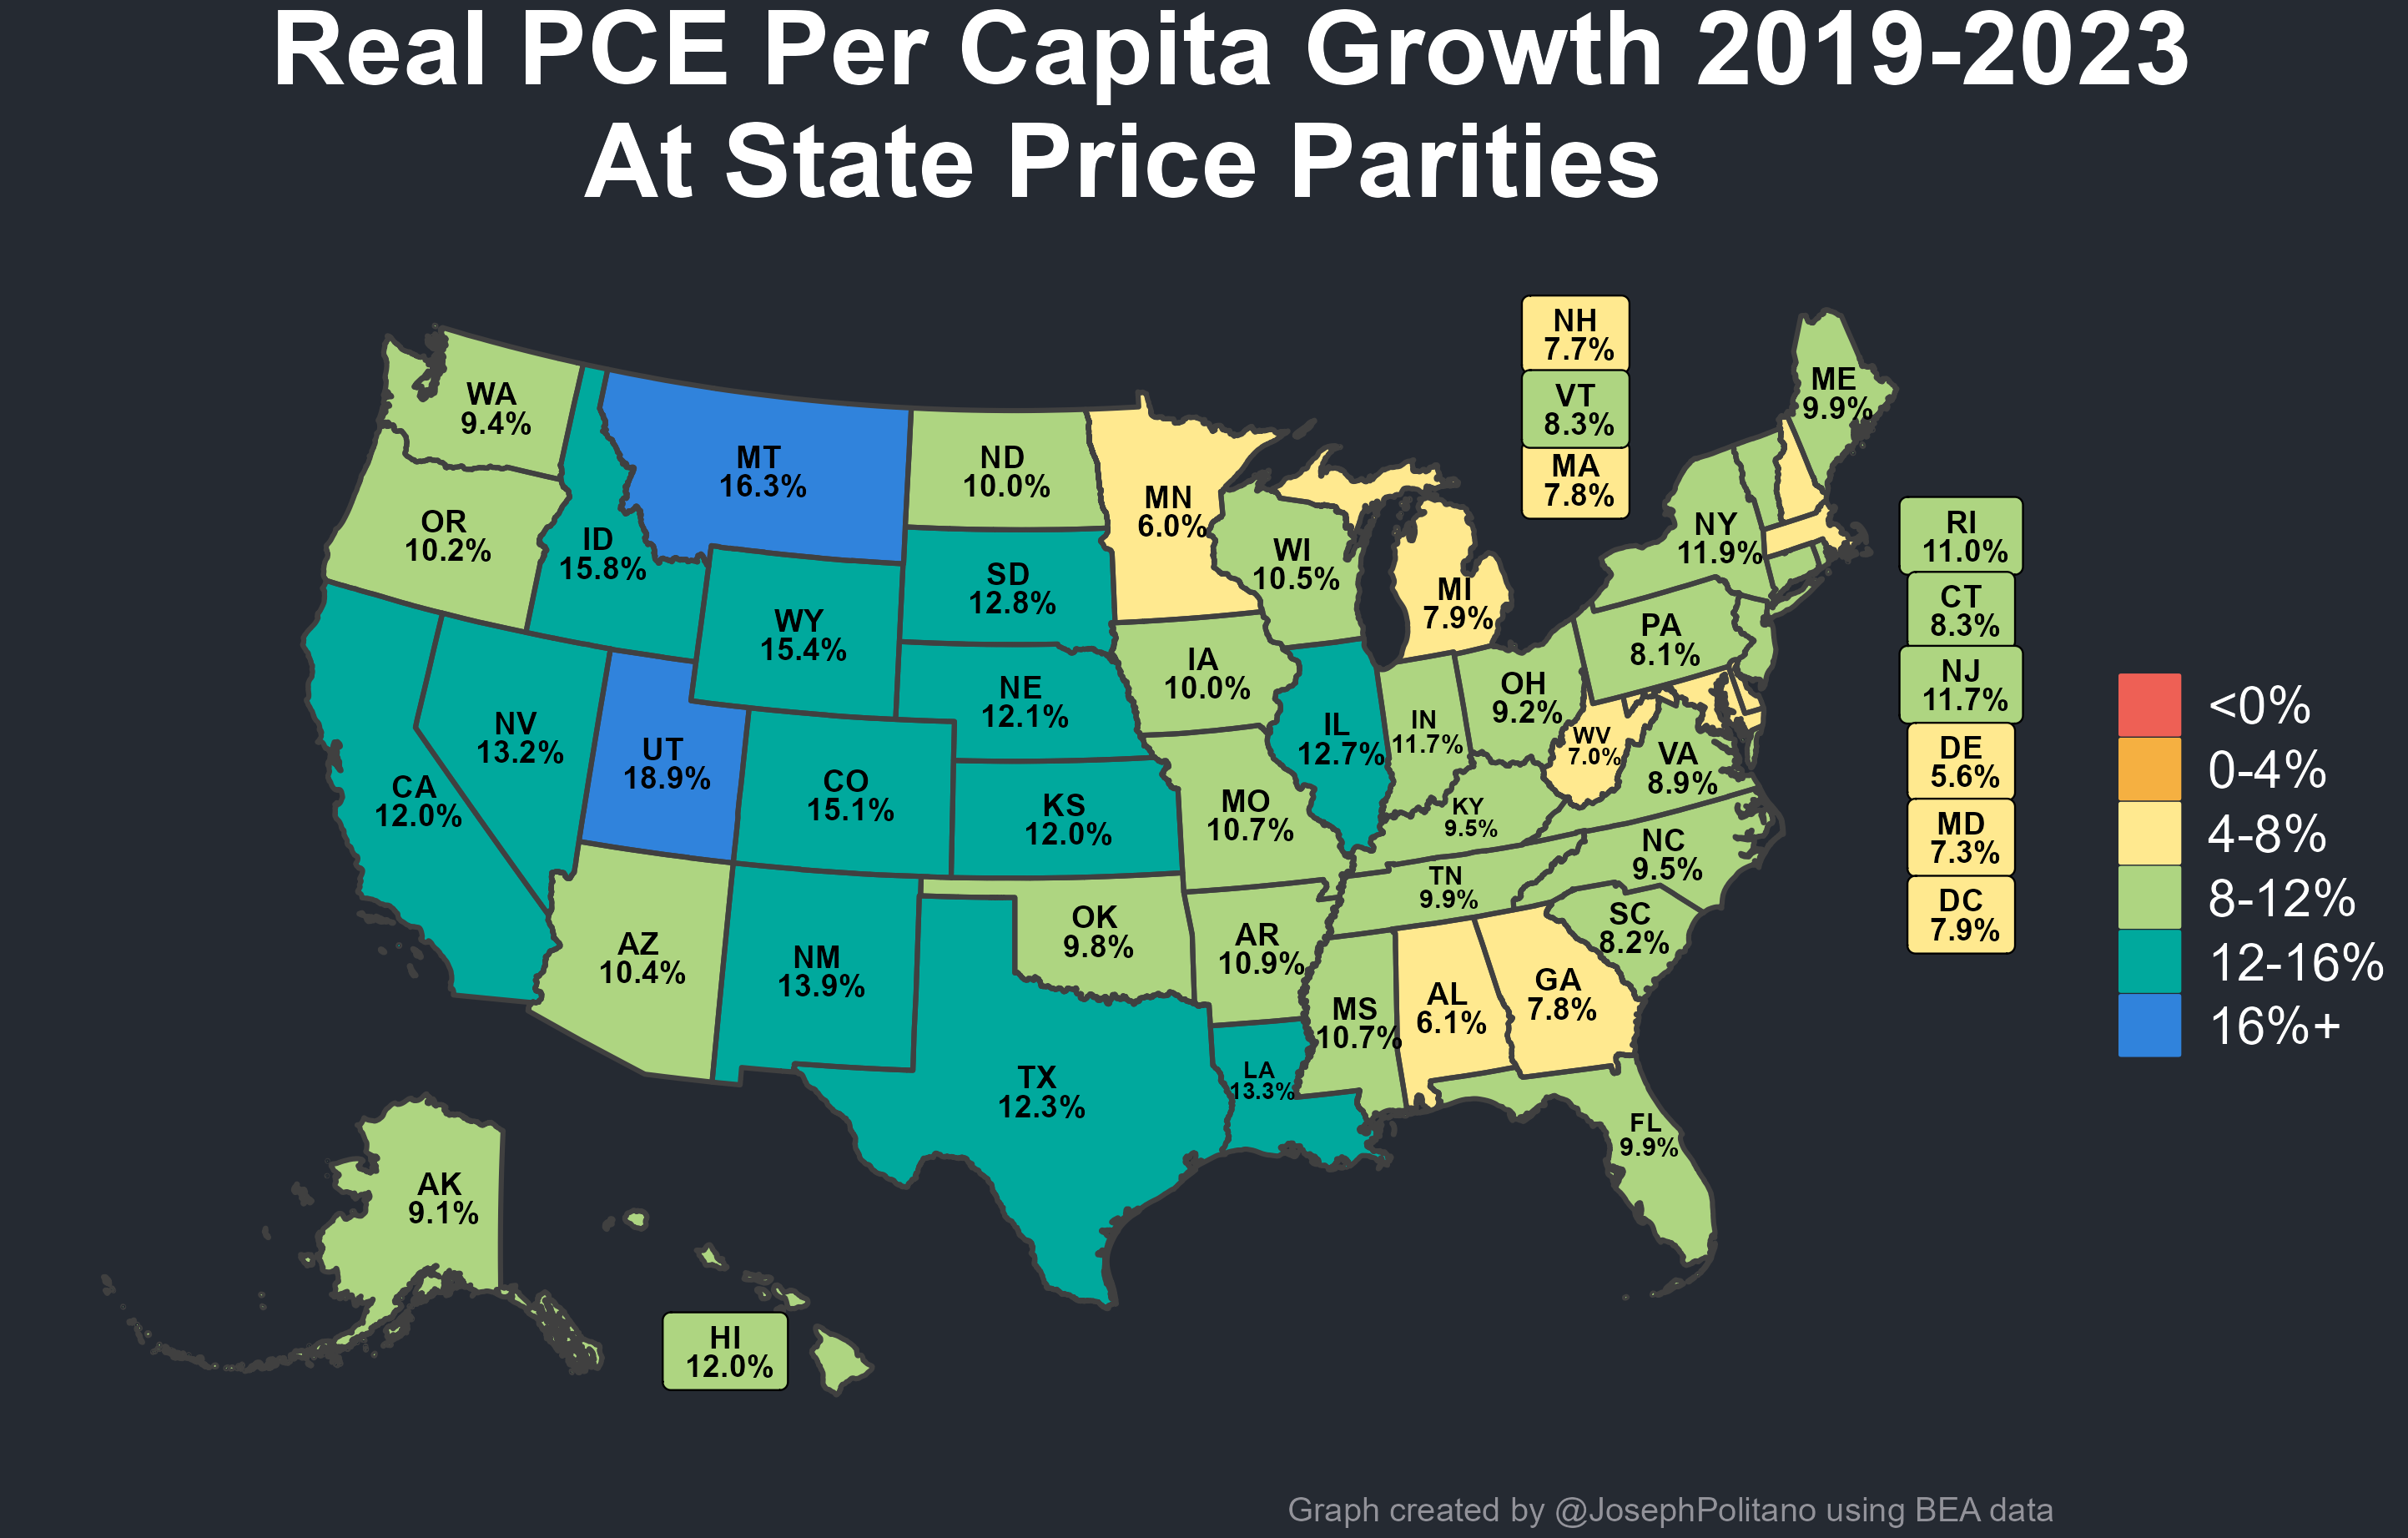 Real PCE Per Capita Growth 2019-2023
At State Price Parities
NH
7.7%
VT
8.3%
MA
7.8%
ME
9.9%
WA
9.4%
MT
16.3%
ND
10.0%
MN
6.0%
OR
10.2%
ID
15.8%
SD
12.8%
WI
10.5%
MI
7.9%
NY
11.9%
RI
11.0%
WY
15.4%
IA
10.0%
PA
8.1%
CT
8.3%
NE
12.1%
OH
9.2%
NJ
11.7%
NV
13.2%
UT
18.9%
IL
12.7%
IN
11.7%
WV
7.0%
VA
8.9%
DE
5.6%
CA
12.0%
CO
15.1%
KS
12.0%
MO
10.7%
KY
9.5%
NC
9.5%
MD
7.3%
TN
9.9%
DC
7.9%
AZ
10.4%
NM
13.9%
OK
9.8%
AR
10.9%
SC
8.2%
MS
10.7%
AL
6.1%
GA
7.8%
TX
12.3%
LA
13.3%
FL
9.9%
AK
9.1%
HI
12.0%
<0%
0-4%
4-8%
8-12%
12-16%
16%+
Graph created by @JosephPolitano using BEA data